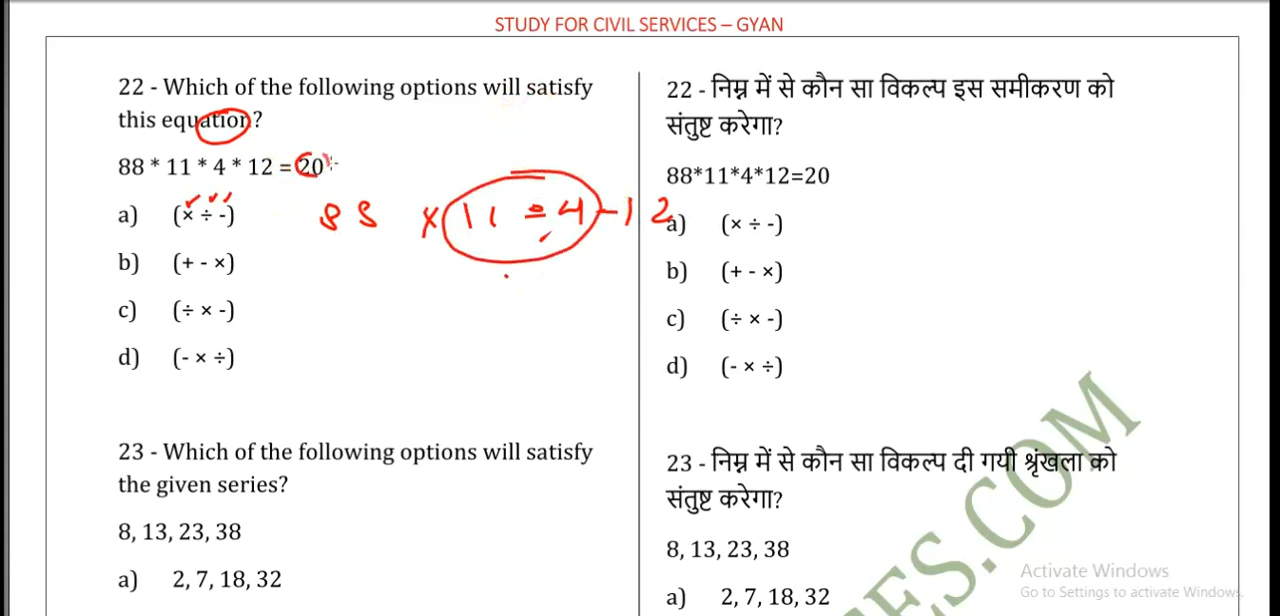 STUDY FOR CIVIL SERVICES – GYAN
22 - Which of the following options will satisfy
this equation?
88 * 11 * 4 * 12 = 20
a) (× ÷ -)
b) (+ - ×)
c) (÷ × -)
d) (- × ÷)
88 × 11 ÷ 4 - 12
23 - Which of the following options will satisfy
the given series?
8, 13, 23, 38
a) 2, 7, 18, 32
22 - निम्न में से कौन सा विकल्प इस समीकरण को
संतुष्ट करेगा?
88*11*4*12=20
a) (× ÷ -)
b) (+ - ×)
c) (÷ × -)
d) (- × ÷)
23 - निम्न में से कौन सा विकल्प दी गयी श्रृंखला को
संतुष्ट करेगा?
8, 13, 23, 38
a) 2, 7, 18, 32
ES.COM
Activate Windows
Go to Settings to activate Windows.